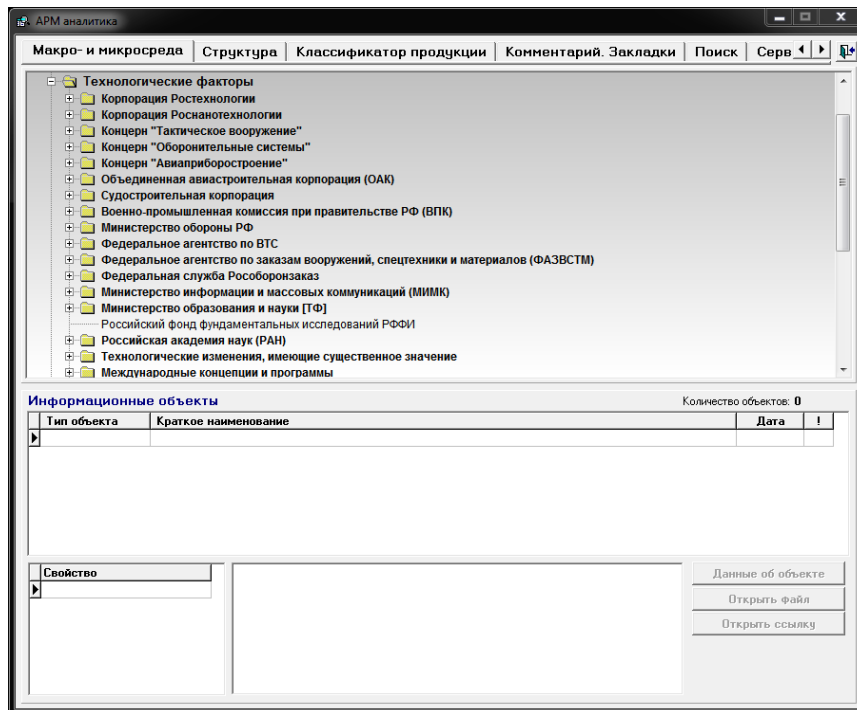 АРМ аналитика
Макро- и микросреда Структура Классификатор продукции Комментарий. Закладки Поиск Серв
Технологические факторы
Корпорация Ростехнологии
Корпорация Роснанотехнологии
Концерн "Тактическое вооружение"
Концерн "Оборонительные системы"
Концерн "Авиаприборостроение"
Объединенная авиастроительная корпорация (ОАК)
Судостроительная корпорация
Военно-промышленная комиссия при правительстве РФ (ВПК)
Министерство обороны РФ
Федеральное агентство по ВТС
Федеральное агентство по заказам вооружений, спецтехники и материалов (ФАЗВСТМ)
Федеральная служба Рособоронзаказ
Министерство информации и массовых коммуникаций (МИМК)
Министерство образования и науки [ТФ]
Российский фонд фундаментальных исследований РФФИ
Российская академия наук (РАН)
Технологические изменения, имеющие существенное значение
Международные концепции и программы
Информационные объекты Количество объектов: 0
Тип объекта Краткое наименование Дата !
Свойство
Данные об объекте
Открыть файл
Открыть ссылку